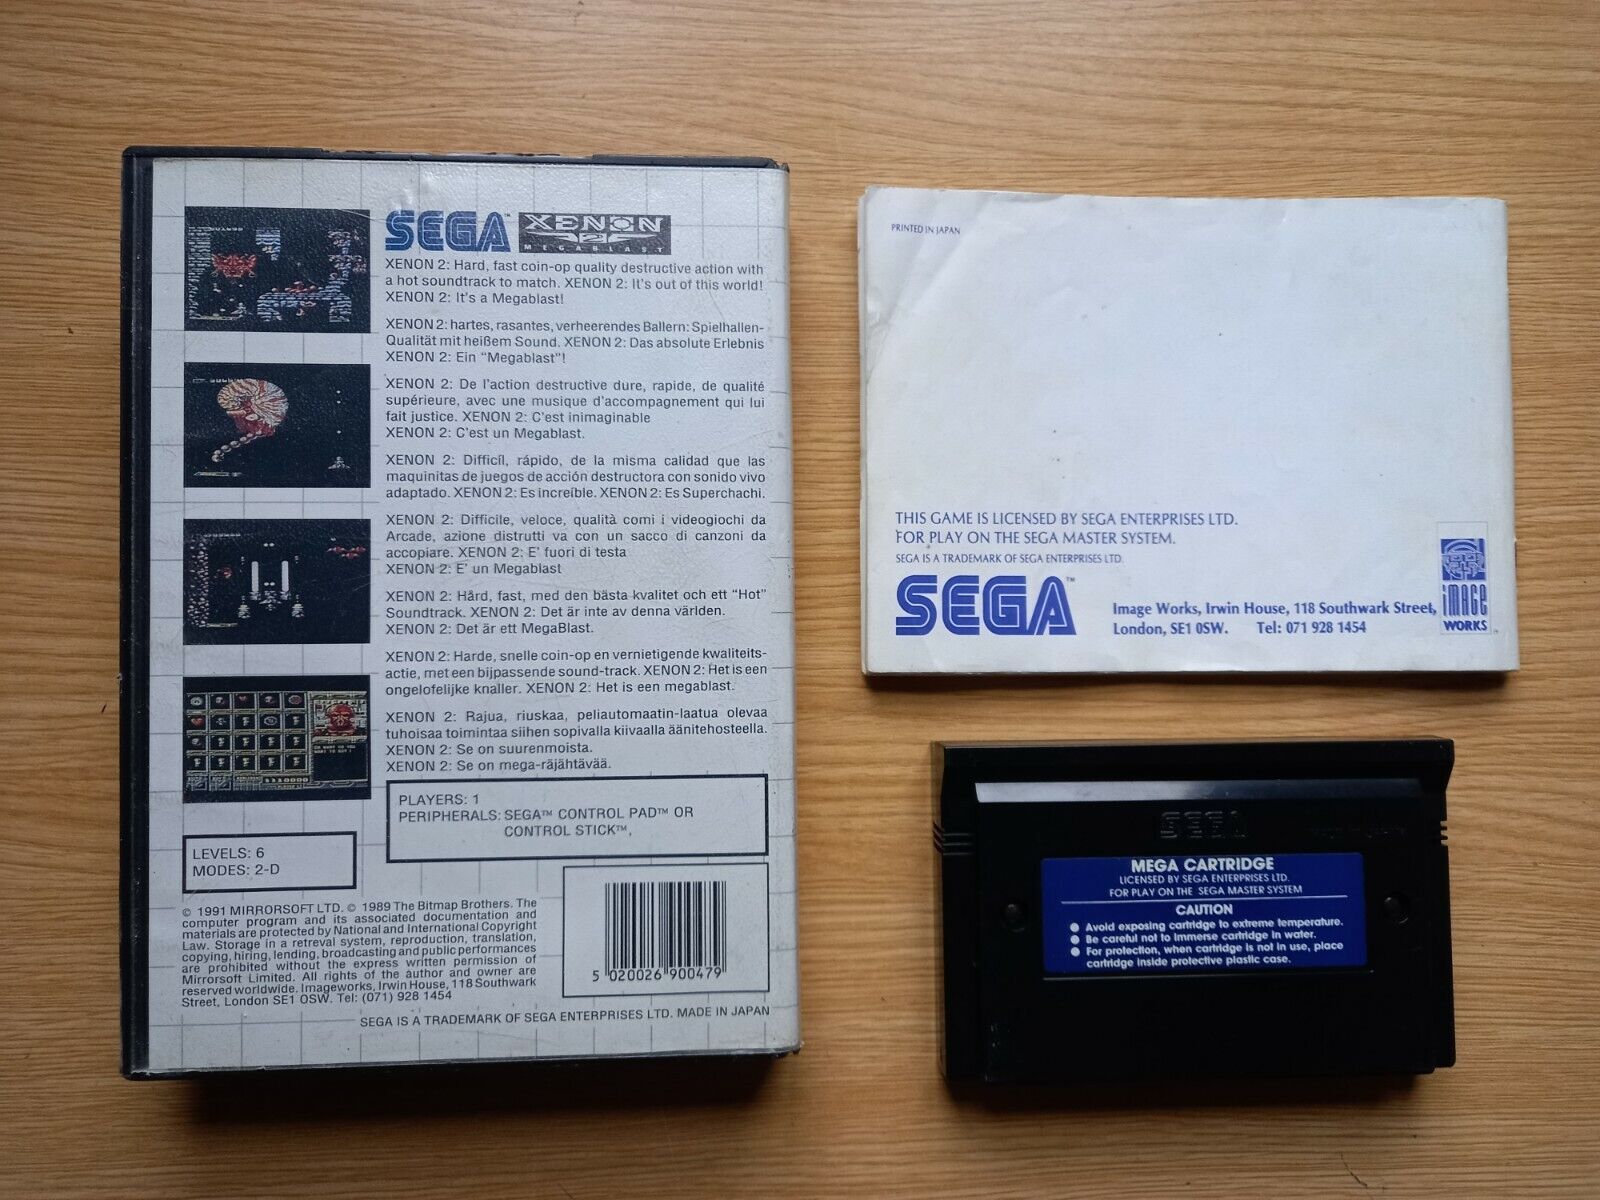 SEGA™ XENON
2
MEGABLAST
XENON 2: Hard, fast coin-op quality destructive action with
a hot soundtrack to match. XENON 2: It's out of this world!
XENON 2: It's a Megablast!
XENON 2: hartes, rasantes, verheerendes Ballern: Spielhallen-
Qualität mit heißem Sound. XENON 2: Das absolute Erlebnis
XENON 2: Ein "Megablast"!
XENON 2: De l'action destructive dure, rapide, de qualité
supérieure, avec une musique d'accompagnement qui lui
fait justice. XENON 2: C'est inimaginable
XENON 2: C'est un Megablast.
XENON 2: Difficíl, rápido, de la misma calidad que las
maquinitas de juegos de acción destructora con sonido vivo
adaptado. XENON 2: Es increíble. XENON 2: Es Superchachi.
XENON 2: Difficile, veloce, qualità comi i videogiochi da
Arcade, azione distrutti va con un sacco di canzoni da
accopiare. XENON 2: E' fuori di testa
XENON 2: E' un Megablast
XENON 2: Hård, fast, med den bästa kvalitet och ett "Hot"
Soundtrack. XENON 2: Det är inte av denna världen.
XENON 2: Det är ett MegaBlast.
XENON 2: Harde, snelle coin-op en vernietigende kwaliteits-
actie, met een bijpassende sound-track. XENON 2: Het is een
ongelofelijke knaller. XENON 2: Het is een megablast.
XENON 2: Rajua, riuskaa, peliautomaatin-laatua olevaa
tuhoisaa toimintaa siihen sopivalla kiivaalla äänitehosteella.
XENON 2: Se on suurenmoista.
XENON 2: Se on mega-räjähtävää.
PLAYERS: 1
PERIPHERALS: SEGA™ CONTROL PAD™ OR
CONTROL STICK™,
LEVELS: 6
MODES: 2-D
© 1991 MIRRORSOFT LTD. © 1989 The Bitmap Brothers. The
computer program and its associated documentation and
materials are protected by National and International Copyright
Law. Storage in a retreval system, reproduction, translation,
copying, hiring, lending, broadcasting and public performances
are prohibited without the express written permission of
Mirrorsoft Limited. All rights of the author and owner are
reserved worldwide. Imageworks, Irwin House, 118 Southwark
Street, London SE1 OSW. Tel: (071) 928 1454
5 020026 900479
SEGA IS A TRADEMARK OF SEGA ENTERPRISES LTD. MADE IN JAPAN
PRINTED IN JAPAN
THIS GAME IS LICENSED BY SEGA ENTERPRISES LTD.
FOR PLAY ON THE SEGA MASTER SYSTEM.
SEGA IS A TRADEMARK OF SEGA ENTERPRISES LTD.
SEGA™
Image Works, Irwin House, 118 Southwark Street,
London, SE1 0SW. Tel: 071 928 1454
IMAGE
WORKS
SEGA
MEGA CARTRIDGE
LICENSED BY SEGA ENTERPRISES LTD.
FOR PLAY ON THE SEGA MASTER SYSTEM
CAUTION
● Avoid exposing cartridge to extreme temperature.
● Be careful not to immerse cartridge in water.
● For protection, when cartridge is not in use, place
cartridge inside protective plastic case.